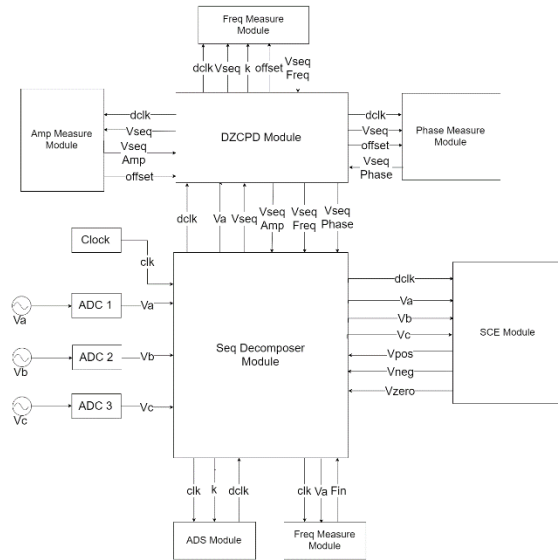 Freq Measure
Module
dclk
Vseq
k
offset
Vseq
Freq
Amp Measure
Module
dclk
Vseq
Vseq
Amp
offset
DZCPD Module
dclk
Vseq
offset
Vseq
Phase
Phase Measure
Module
dclk
Va
Vseq
Vseq
Amp
Vseq
Freq
Vseq
Phase
Clock
clk
Va
ADC 1
Va
Vb
ADC 2
Vb
Vc
ADC 3
Vc
Seq Decomposer
Module
dclk
Va
Vb
Vc
Vpos
Vneg
Vzero
SCE Module
clk
k
dclk
clk
Va
Fin
ADS Module
Freq Measure
Module